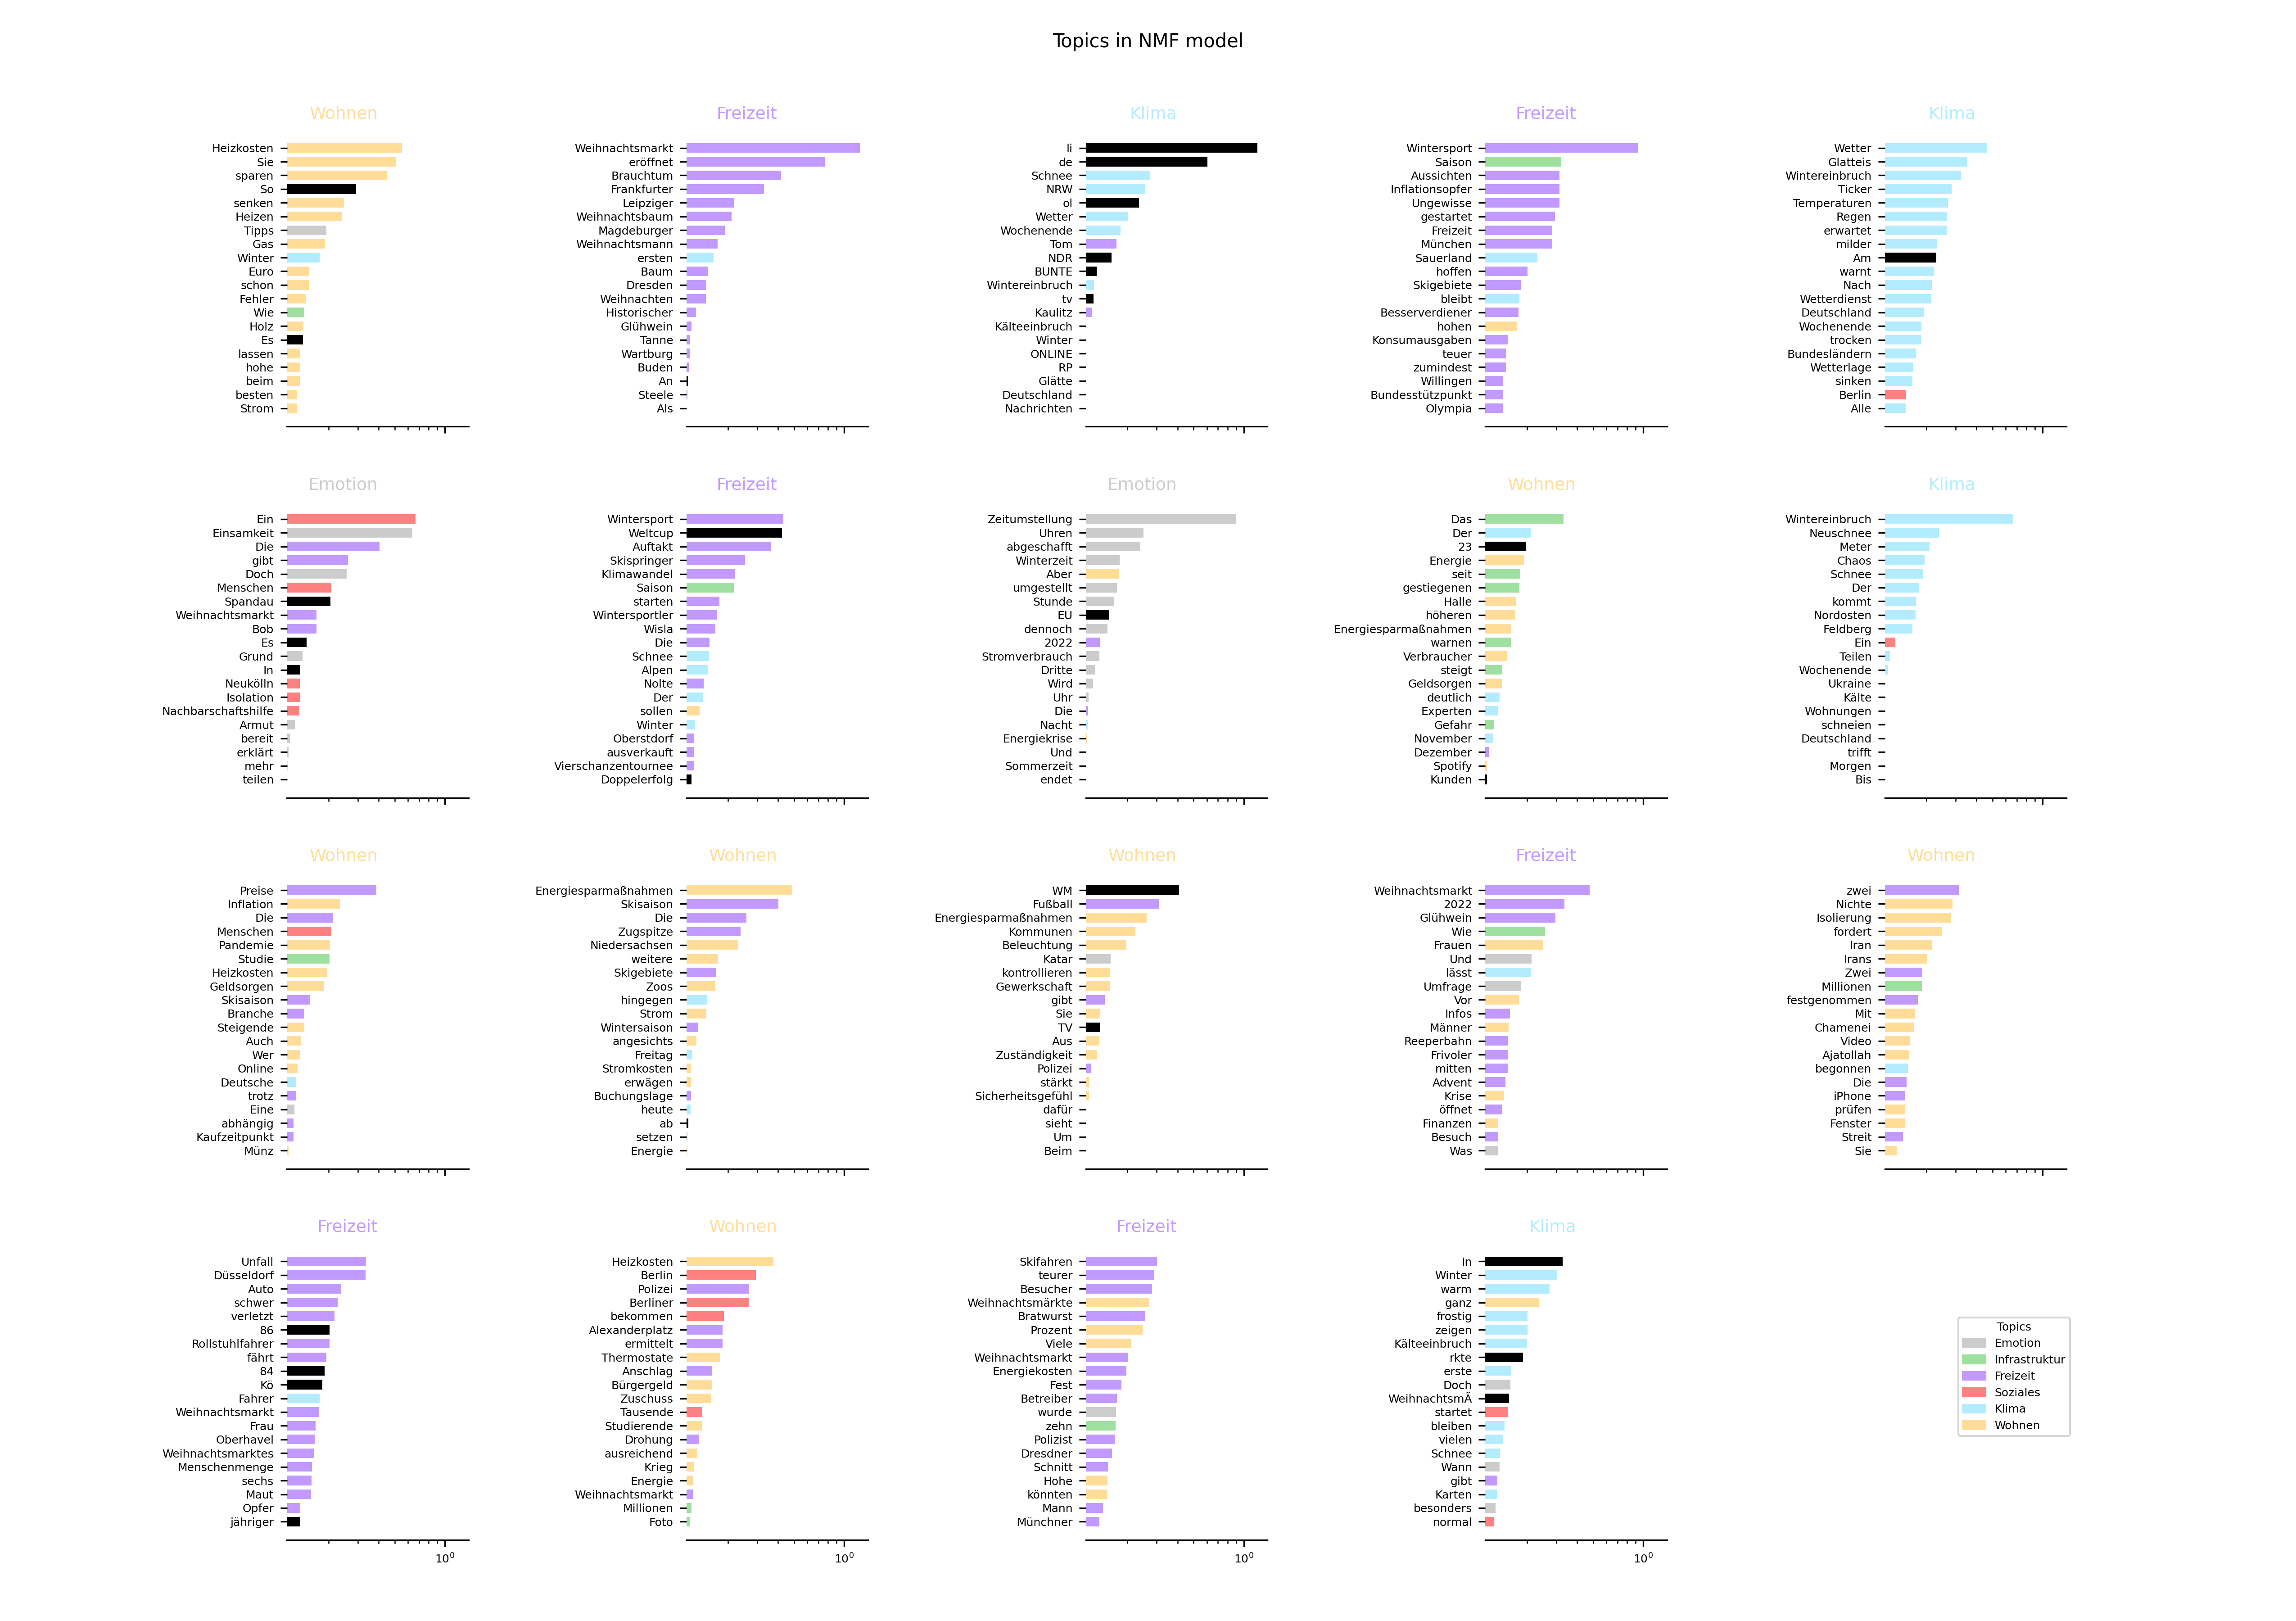 Topics in NMF model
Wohnen
Heizkosten
Sie
sparen
So
senken
Heizen
Tipps
Gas
Winter
Euro
schon
Fehler
Wie
Holz
Es
lassen
hohe
beim
besten
Strom
Freizeit
Weihnachtsmarkt
eröffnet
Brauchtum
Frankfurter
Leipziger
Weihnachtsbaum
Magdeburger
Weihnachtsmann
ersten
Baum
Dresden
Weihnachten
Historischer
Glühwein
Tanne
Wartburg
Buden
An
Steele
Als
Klima
li
de
Schnee
NRW
ol
Wetter
Wochenende
Tom
NDR
BUNTE
Wintereinbruch
tv
Kaulitz
Kälteeinbruch
Winter
ONLINE
RP
Glätte
Deutschland
Nachrichten
Freizeit
Wintersport
Saison
Aussichten
Inflationsopfer
Ungewisse
gestartet
Freizeit
München
Sauerland
hoffen
Skigebiete
bleibt
Besserverdiener
hohen
Konsumausgaben
teuer
zumindest
Willingen
Bundesstützpunkt
Olympia
Klima
Wetter
Glatteis
Wintereinbruch
Ticker
Temperaturen
Regen
erwartet
milder
Am
warnt
Nach
Wetterdienst
Deutschland
Wochenende
trocken
Bundesländern
Wetterlage
sinken
Berlin
Alle
Emotion
Ein
Einsamkeit
Die
gibt
Doch
Menschen
Spandau
Weihnachtsmarkt
Bob
Es
Grund
In
Neukölln
Isolation
Nachbarschaftshilfe
Armut
bereit
erklärt
mehr
teilen
Freizeit
Wintersport
Weltcup
Auftakt
Skispringer
Klimawandel
Saison
starten
Wintersportler
Wisla
Die
Schnee
Alpen
Nolte
Der
sollen
Winter
Oberstdorf
ausverkauft
Vierschanzentournee
Doppelerfolg
Emotion
Zeitumstellung
Uhren
abgeschafft
Winterzeit
Aber
umgestellt
Stunde
EU
dennoch
2022
Stromverbrauch
Dritte
Wird
Uhr
Die
Nacht
Energiekrise
Und
Sommerzeit
endet
Wohnen
Das
Der
23
Energie
seit
gestiegenen
Halle
höheren
Energiesparmaßnahmen
warnen
Verbraucher
steigt
Geldsorgen
deutlich
Experten
Gefahr
November
Dezember
Spotify
Kunden
Klima
Wintereinbruch
Neuschnee
Meter
Chaos
Schnee
Der
kommt
Nordosten
Feldberg
Ein
Teilen
Wochenende
Ukraine
Kälte
Wohnungen
schneien
Deutschland
trifft
Morgen
Bis
Wohnen
Preise
Inflation
Die
Menschen
Pandemie
Studie
Heizkosten
Geldsorgen
Skisaison
Branche
Steigende
Auch
Wer
Online
Deutsche
trotz
Eine
abhängig
Kaufzeitpunkt
Münz
Wohnen
Energiesparmaßnahmen
Skisaison
Die
Zugspitze
Niedersachsen
weitere
Skigebiete
Zoos
hingegen
Strom
Wintersaison
angesichts
Freitag
Stromkosten
erwägen
Buchungslage
heute
ab
setzen
Energie
Wohnen
WM
Fußball
Energiesparmaßnahmen
Kommunen
Beleuchtung
Katar
kontrollieren
Gewerkschaft
gibt
Sie
TV
Aus
Zuständigkeit
Polizei
stärkt
Sicherheitsgefühl
dafür
sieht
Um
Beim
Freizeit
Weihnachtsmarkt
2022
Glühwein
Wie
Frauen
Und
lässt
Umfrage
Vor
Infos
Männer
Reeperbahn
Frivoler
mitten
Advent
Krise
öffnet
Finanzen
Besuch
Was
Wohnen
zwei
Nichte
Isolierung
fordert
Iran
Irans
Zwei
Millionen
festgenommen
Mit
Chamenei
Video
Ajatollah
begonnen
Die
iPhone
prüfen
Fenster
Streit
Sie
Freizeit
Unfall
Düsseldorf
Auto
schwer
verletzt
86
Rollstuhlfahrer
fährt
84
Kö
Fahrer
Weihnachtsmarkt
Frau
Oberhavel
Weihnachtsmarktes
Menschenmenge
sechs
Maut
Opfer
jähriger
10⁰
Wohnen
Heizkosten
Berlin
Polizei
Berliner
bekommen
Alexanderplatz
ermittelt
Thermostate
Anschlag
Bürgergeld
Zuschuss
Tausende
Studierende
Drohung
ausreichend
Krieg
Energie
Weihnachtsmarkt
Millionen
Foto
10⁰
Freizeit
Skifahren
teurer
Besucher
Weihnachtsmärkte
Bratwurst
Prozent
Viele
Weihnachtsmarkt
Energiekosten
Fest
Betreiber
wurde
zehn
Polizist
Dresdner
Schnitt
Hohe
könnten
Mann
Münchner
10⁰
Klima
In
Winter
warm
ganz
frostig
zeigen
Kälteeinbruch
rkte
erste
Doch
WeihnachtsmÃ
startet
bleiben
vielen
Schnee
Wann
gibt
Karten
besonders
normal
10⁰
Topics
Emotion
Infrastruktur
Freizeit
Soziales
Klima
Wohnen